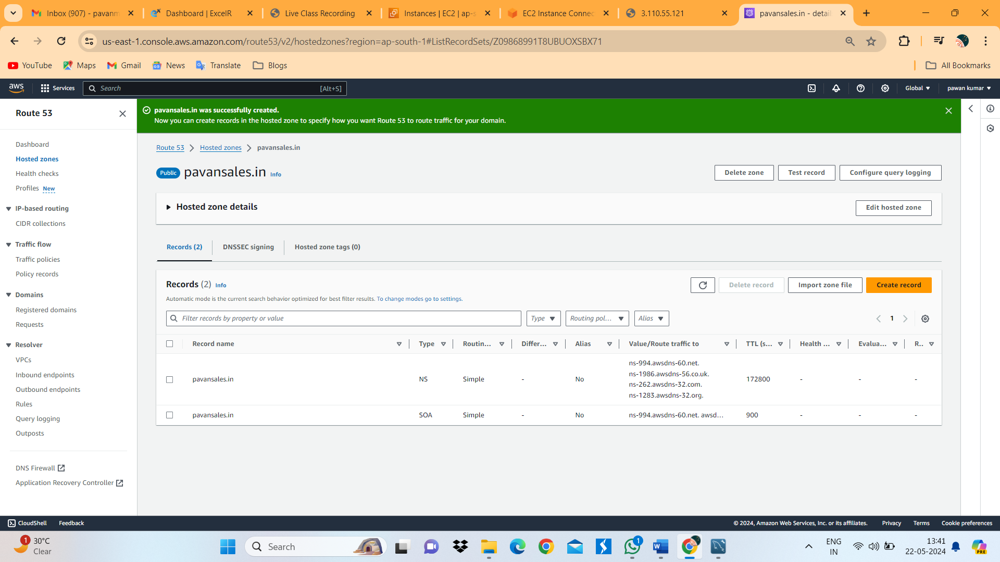 Inbox (907) - pavanm
Dashboard | ExcelR
Live Class Recording
Instances | EC2 | ap-s
EC2 Instance Connec
3.110.55.121
pavansales.in - detail
us-east-1.console.aws.amazon.com/route53/v2/hostedzones?region=ap-south-1#ListRecordSets/Z09868991T8UBUOXSBX71
YouTube
Maps
Gmail
News
Translate
Blogs
All Bookmarks
aws
Services
Search
[Alt+S]
Global
pawan kumar
Route 53
Dashboard
Hosted zones
Health checks
Profiles New
IP-based routing
CIDR collections
Traffic flow
Traffic policies
Policy records
Domains
Registered domains
Requests
Resolver
VPCs
Inbound endpoints
Outbound endpoints
Rules
Query logging
Outposts
DNS Firewall
Application Recovery Controller
pavansales.in was successfully created.
Now you can create records in the hosted zone to specify how you want Route 53 to route traffic for your domain.
Route 53 > Hosted zones > pavansales.in
Public pavansales.in Info
Delete zone
Test record
Configure query logging
Hosted zone details
Edit hosted zone
Records (2)
DNSSEC signing
Hosted zone tags (0)
Records (2) Info
Delete record
Import zone file
Create record
Automatic mode is the current search behavior optimized for best filter results. To change modes go to settings.
Filter records by property or value
Type
Routing pol...
Alias
1
Record name Type Routin... Differ... Alias Value/Route traffic to TTL (s... Health ... Evalua... R..
pavansales.in NS Simple - No
ns-994.awsdns-60.net.
ns-1986.awsdns-56.co.uk.
ns-262.awsdns-32.com.
ns-1283.awsdns-32.org.
172800 - - -
pavansales.in SOA Simple - No ns-994.awsdns-60.net. awsd... 900 - - -
CloudShell
Feedback
© 2024, Amazon Web Services, Inc. or its affiliates.
Privacy
Terms
Cookie preferences
1
30°C
Clear
Search
1
ENG
IN
13:41
22-05-2024
PRE